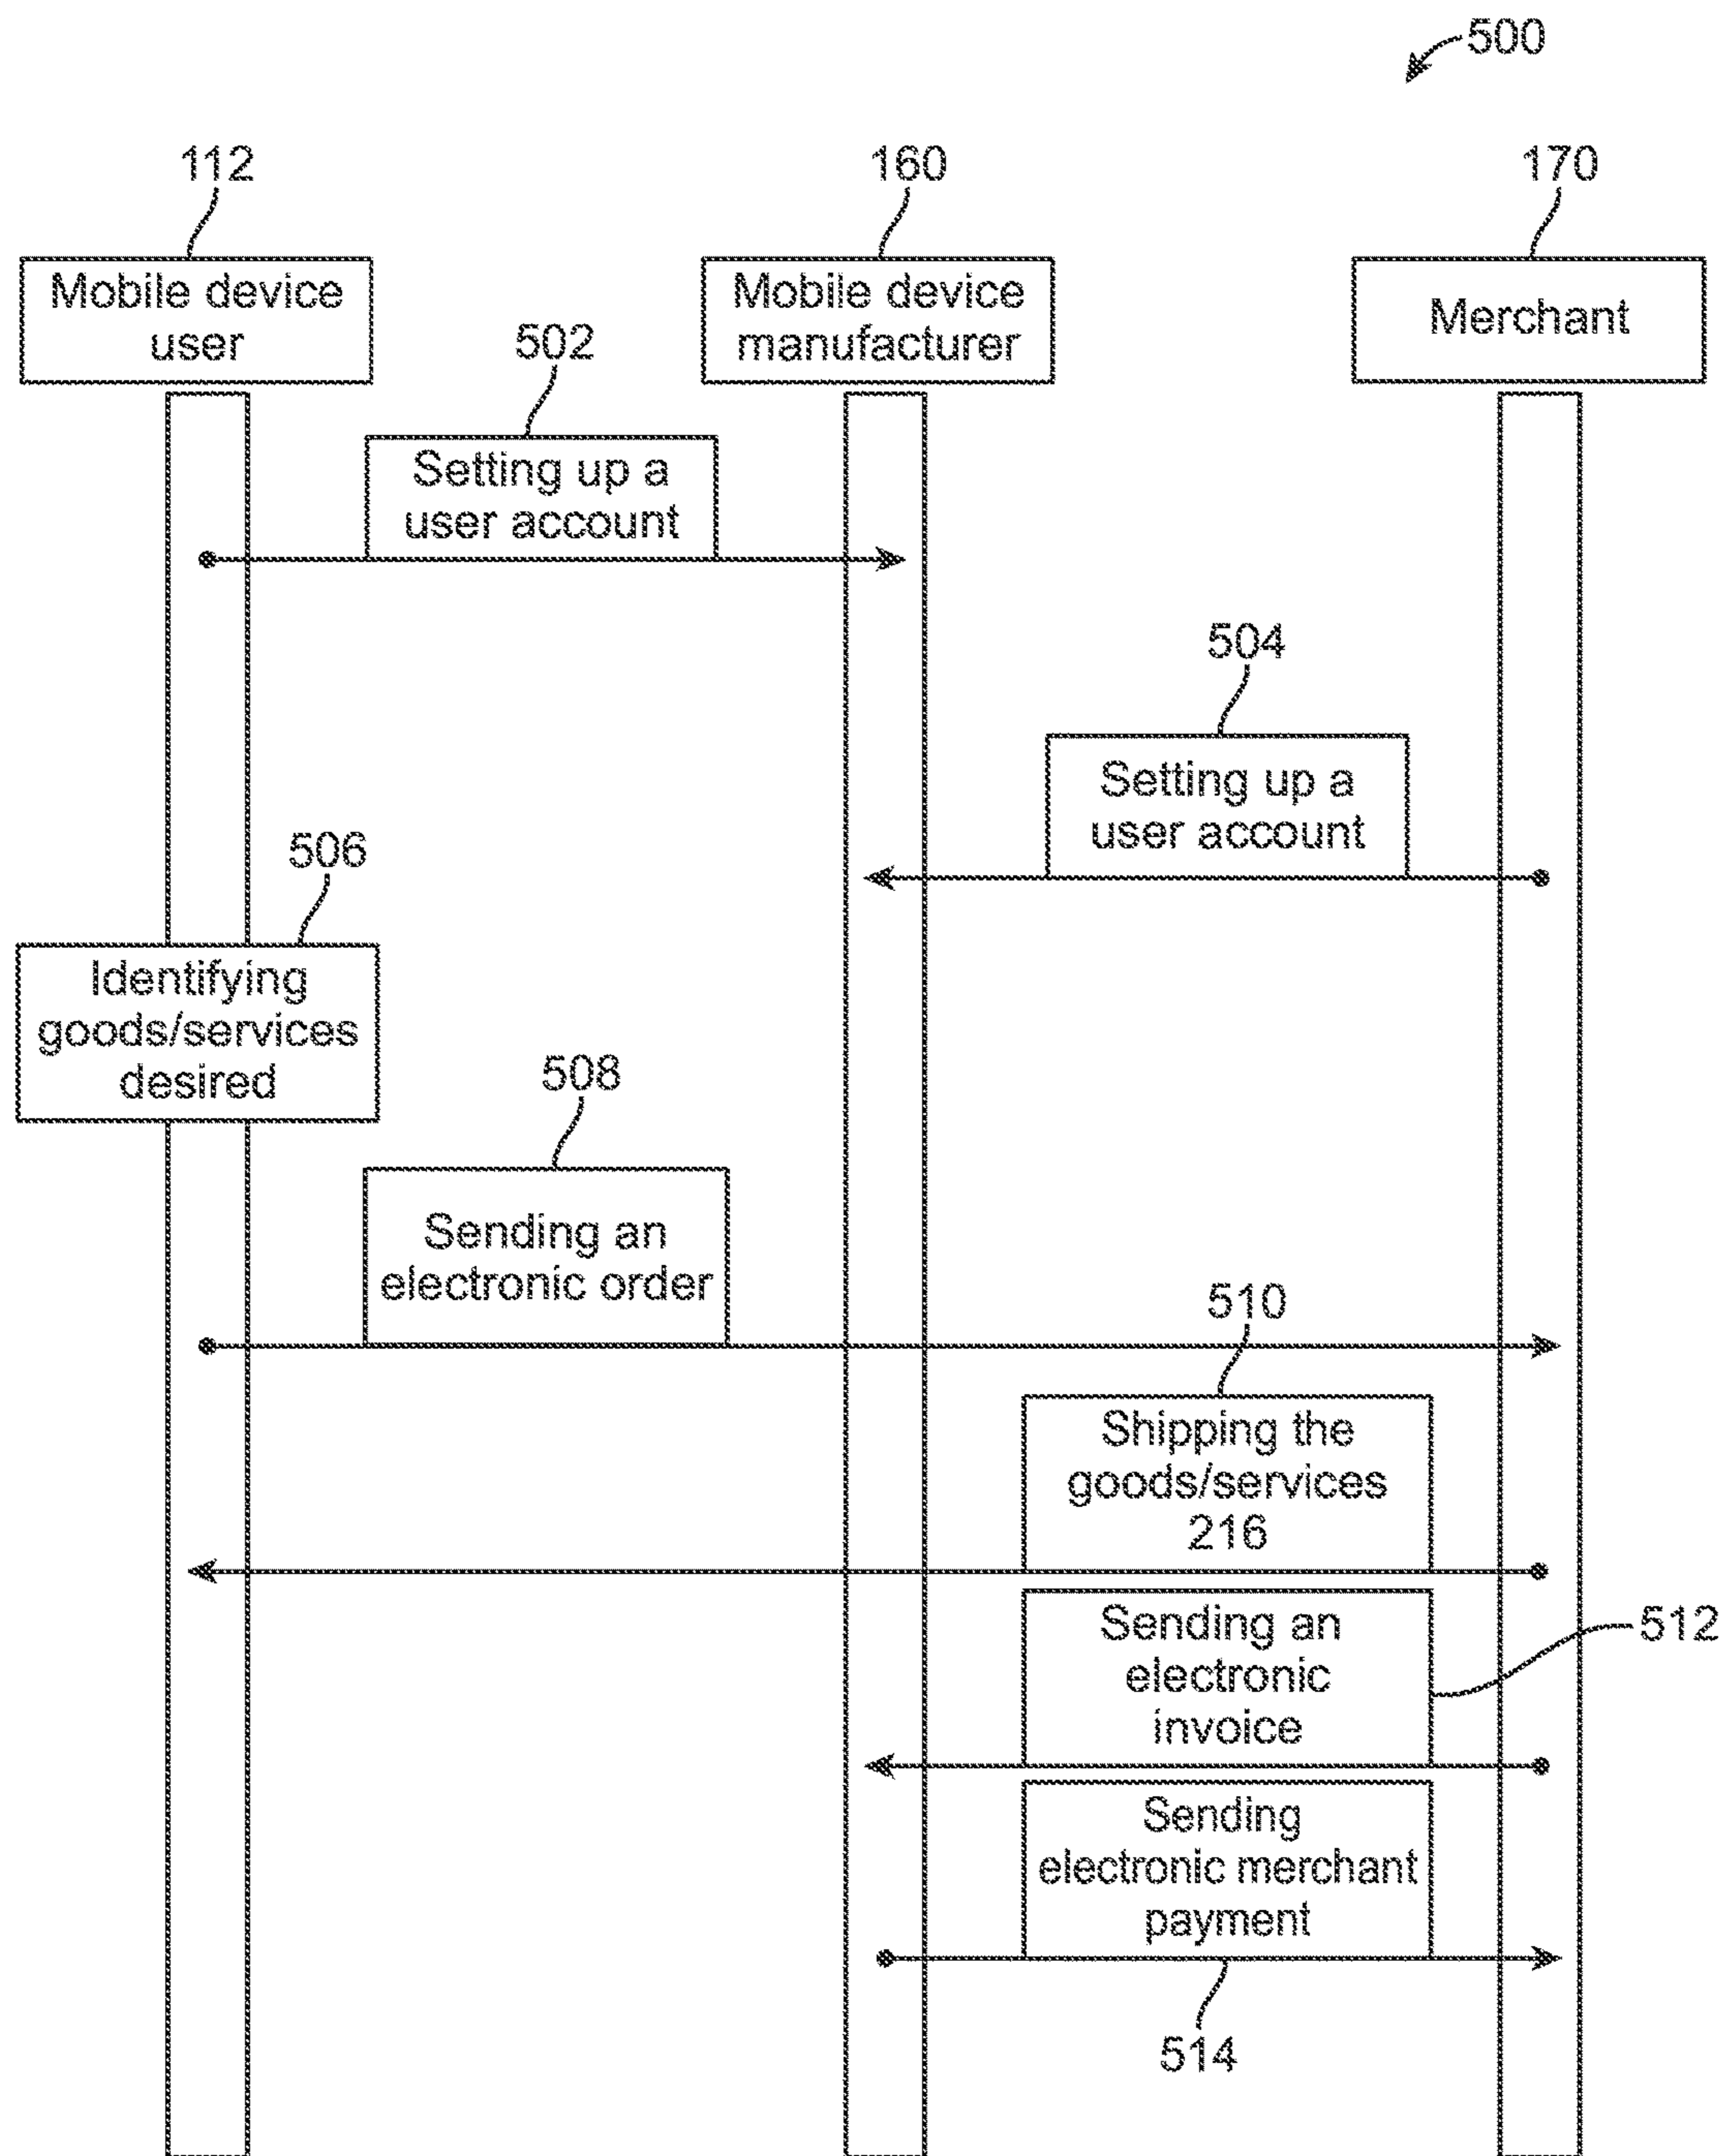 500
112
160
170
Mobile device
user
Mobile device
manufacturer
Merchant
502
Setting up a
user account
504
Setting up a
user account
506
Identifying
goods/services
desired
508
Sending an
electronic order
510
Shipping the
goods/services
216
Sending an
electronic
invoice
512
Sending
electronic merchant
payment
514